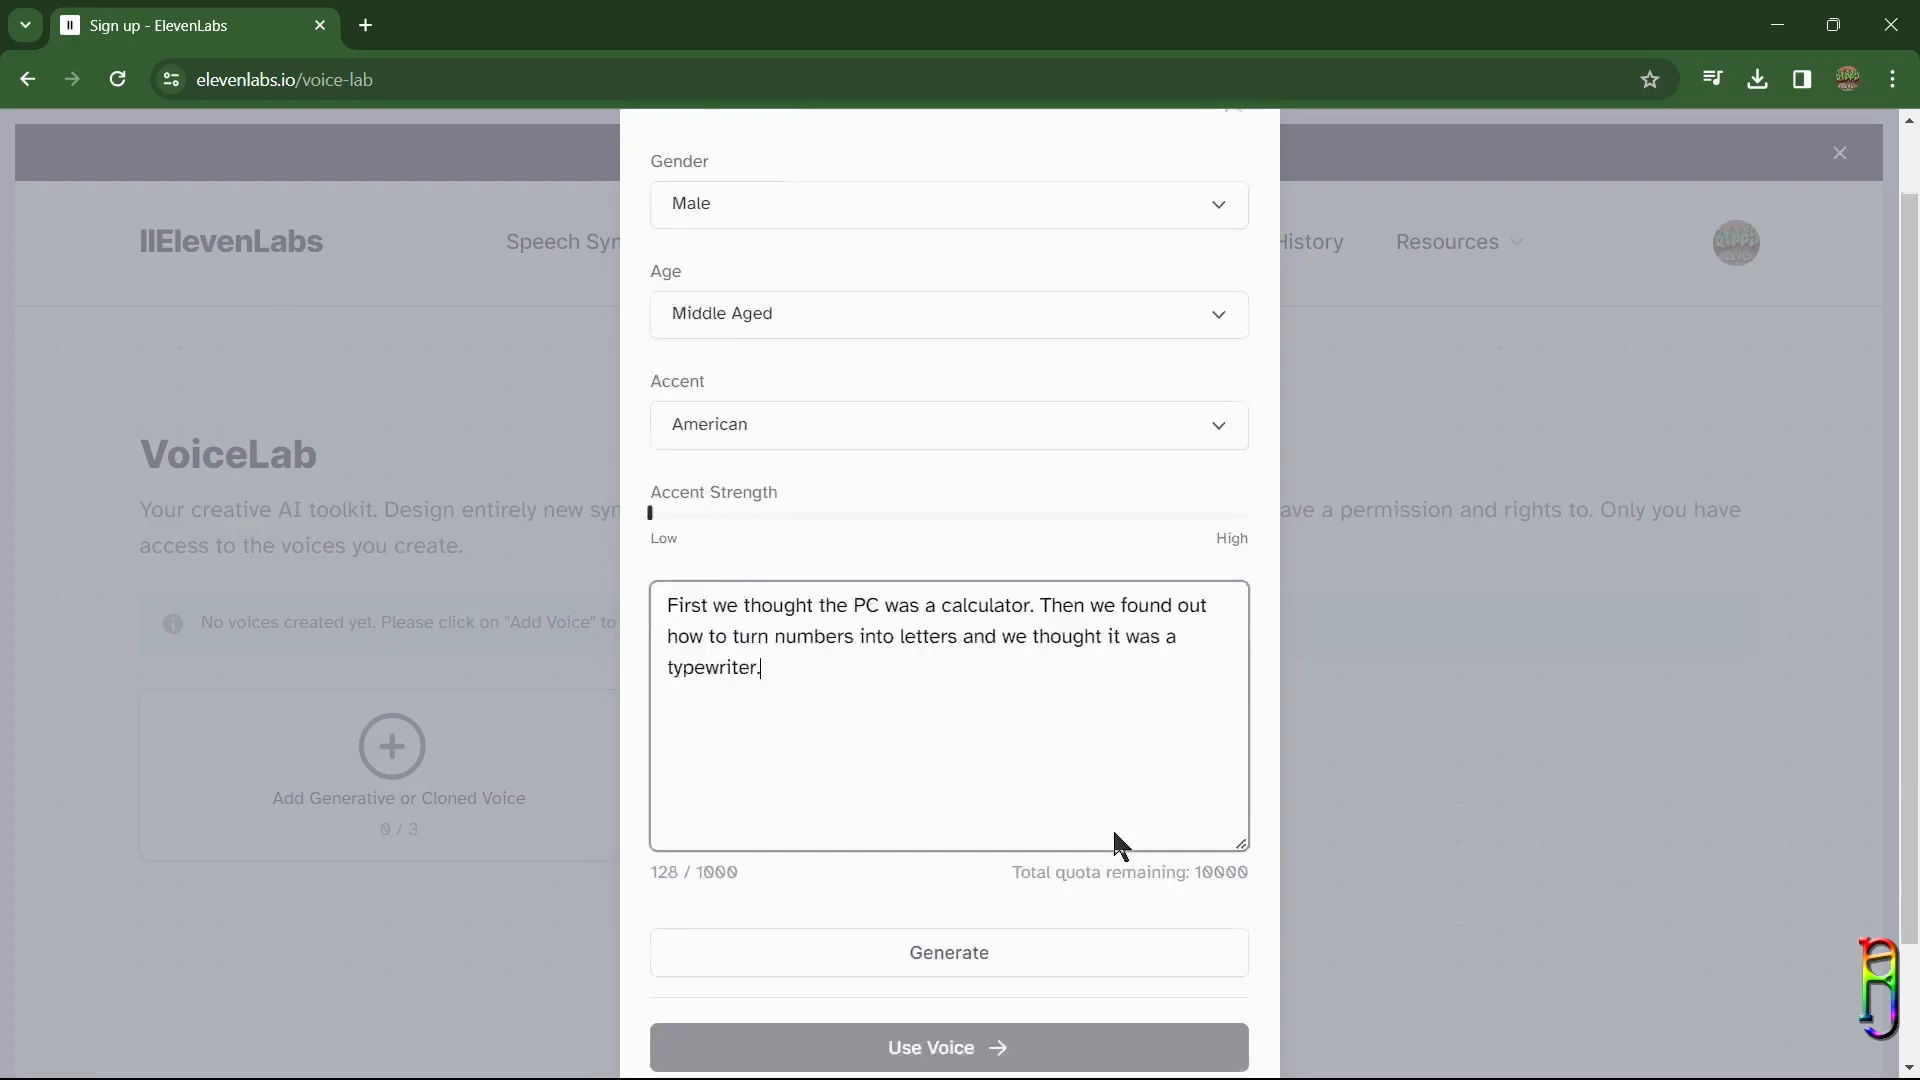 Sign up - ElevenLabs
elevenlabs.io/voice-lab
Gender
Male
IIElevenLabs
Speech Syn
History
Resources
Age
Middle Aged
Accent
American
VoiceLab
Accent Strength
Low
High
Your creative AI toolkit. Design entirely new syn
ave a permission and rights to. Only you have
access to the voices you create.
First we thought the PC was a calculator. Then we found out
how to turn numbers into letters and we thought it was a
typewriter.
No voices created yet. Please click on "Add Voice" to
Add Generative or Cloned Voice
0 / 3
128 / 1000
Total quota remaining: 10000
Generate
Use Voice